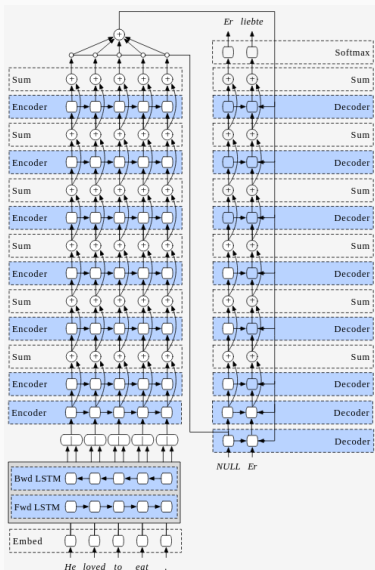 Er liebte
Softmax
Sum
Sum
Encoder
Decoder
Sum
Sum
Encoder
Decoder
Sum
Sum
Encoder
Decoder
Sum
Sum
Encoder
Decoder
Sum
Sum
Encoder
Decoder
Sum
Sum
Encoder
Decoder
Encoder
Decoder
Decoder
NULL Er
Bwd LSTM
Fwd LSTM
Embed
He loved to eat .